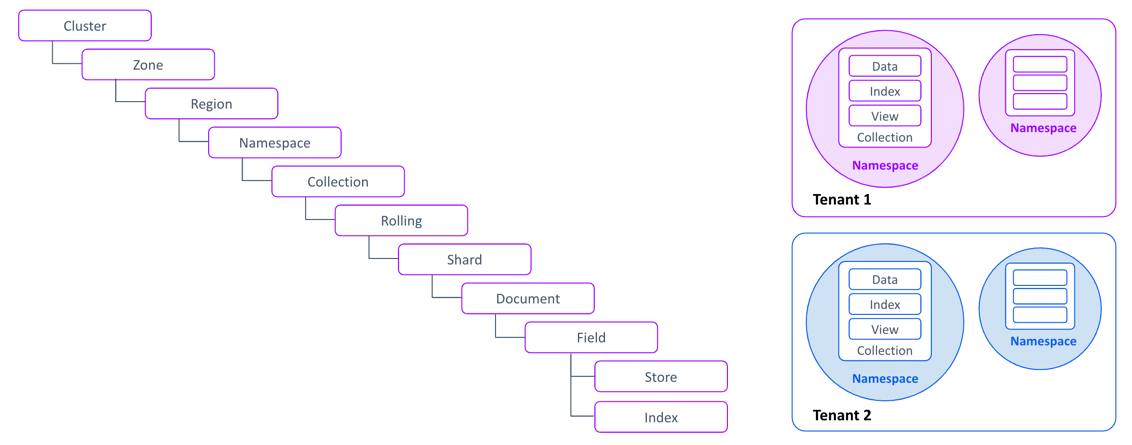 Cluster
Zone
Region
Namespace
Collection
Rolling
Shard
Document
Field
Store
Index
Data
Index
View
Collection
Namespace
Namespace
Tenant 1
Data
Index
View
Collection
Namespace
Namespace
Tenant 2